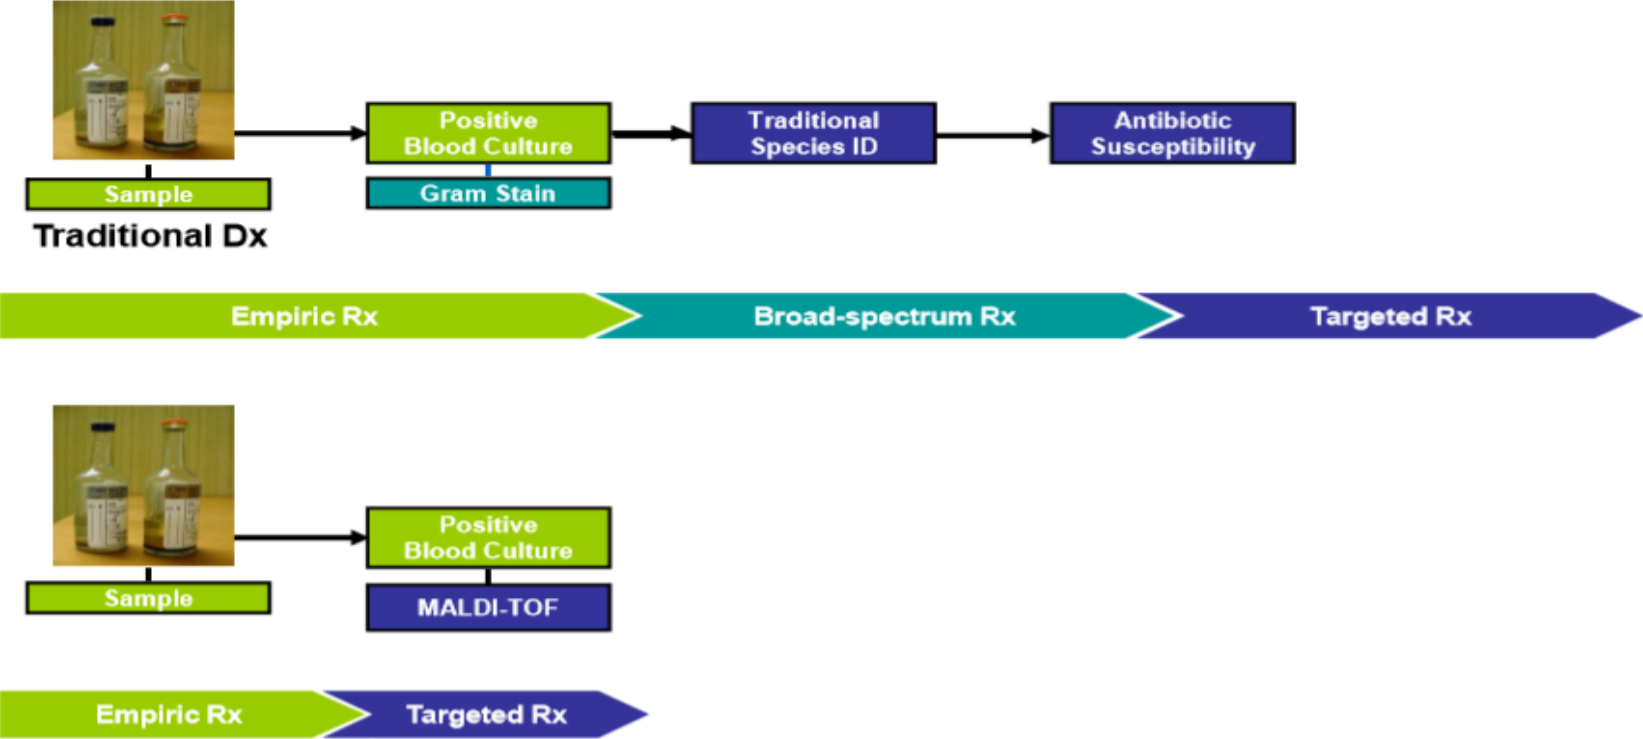 Positive
Blood Culture
Traditional
Species ID
Antibiotic
Susceptibility
Sample
Gram Stain
Traditional Dx
Empiric Rx
Broad-spectrum Rx
Targeted Rx
Positive
Blood Culture
Sample
MALDI-TOF
Empiric Rx
Targeted Rx